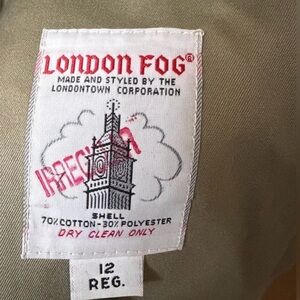 LONDON FOG®
MADE AND STYLED BY THE
LONDONTOWN CORPORATION
IRREGULAR
SHELL
70% COTTON-30% POLYESTER
DRY CLEAN ONLY
12
REG.